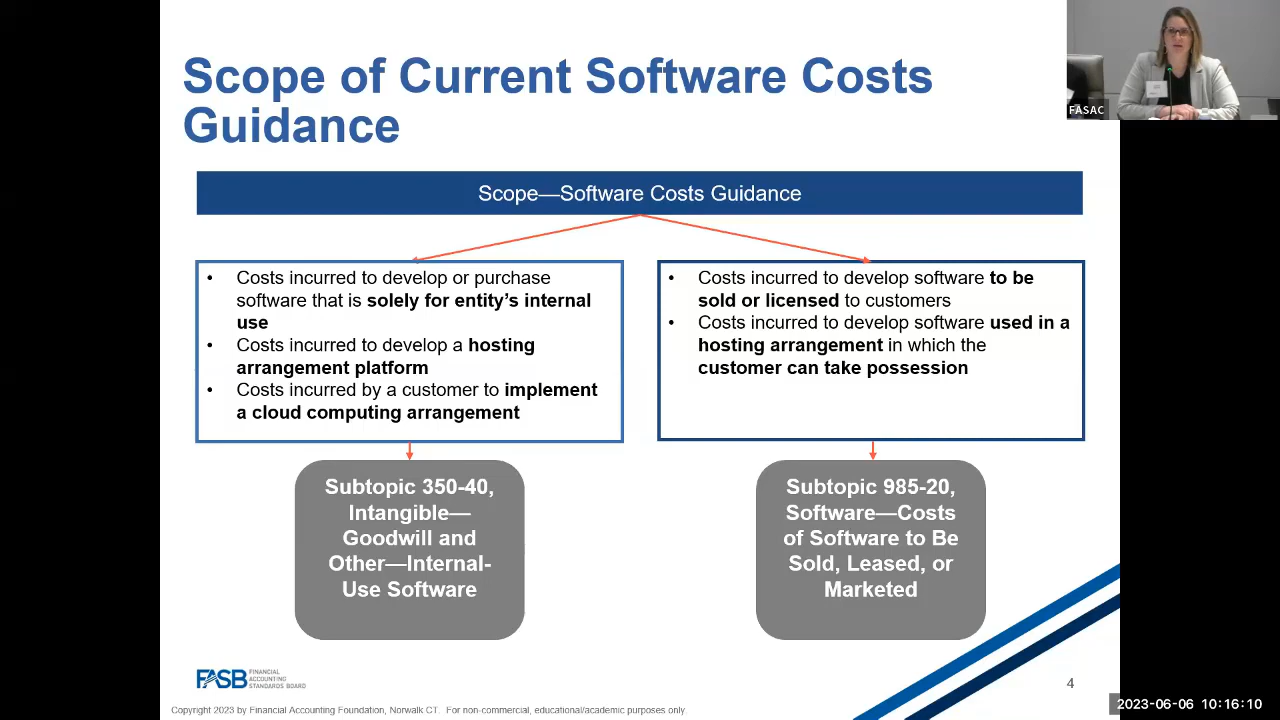 Scope of Current Software Costs
Guidance
FASAC
Scope—Software Costs Guidance
• Costs incurred to develop or purchase
software that is solely for entity’s internal
use
• Costs incurred to develop a hosting
arrangement platform
• Costs incurred by a customer to implement
a cloud computing arrangement
• Costs incurred to develop software to be
sold or licensed to customers
• Costs incurred to develop software used in a
hosting arrangement in which the
customer can take possession
Subtopic 350-40,
Intangible—
Goodwill and
Other—Internal-
Use Software
Subtopic 985-20,
Software—Costs
of Software to Be
Sold, Leased, or
Marketed
FASB
FINANCIAL
ACCOUNTING
STANDARDS BOARD
4
2023-06-06 10:16:10
Copyright 2023 by Financial Accounting Foundation, Norwalk CT. For non-commercial, educational/academic purposes only.